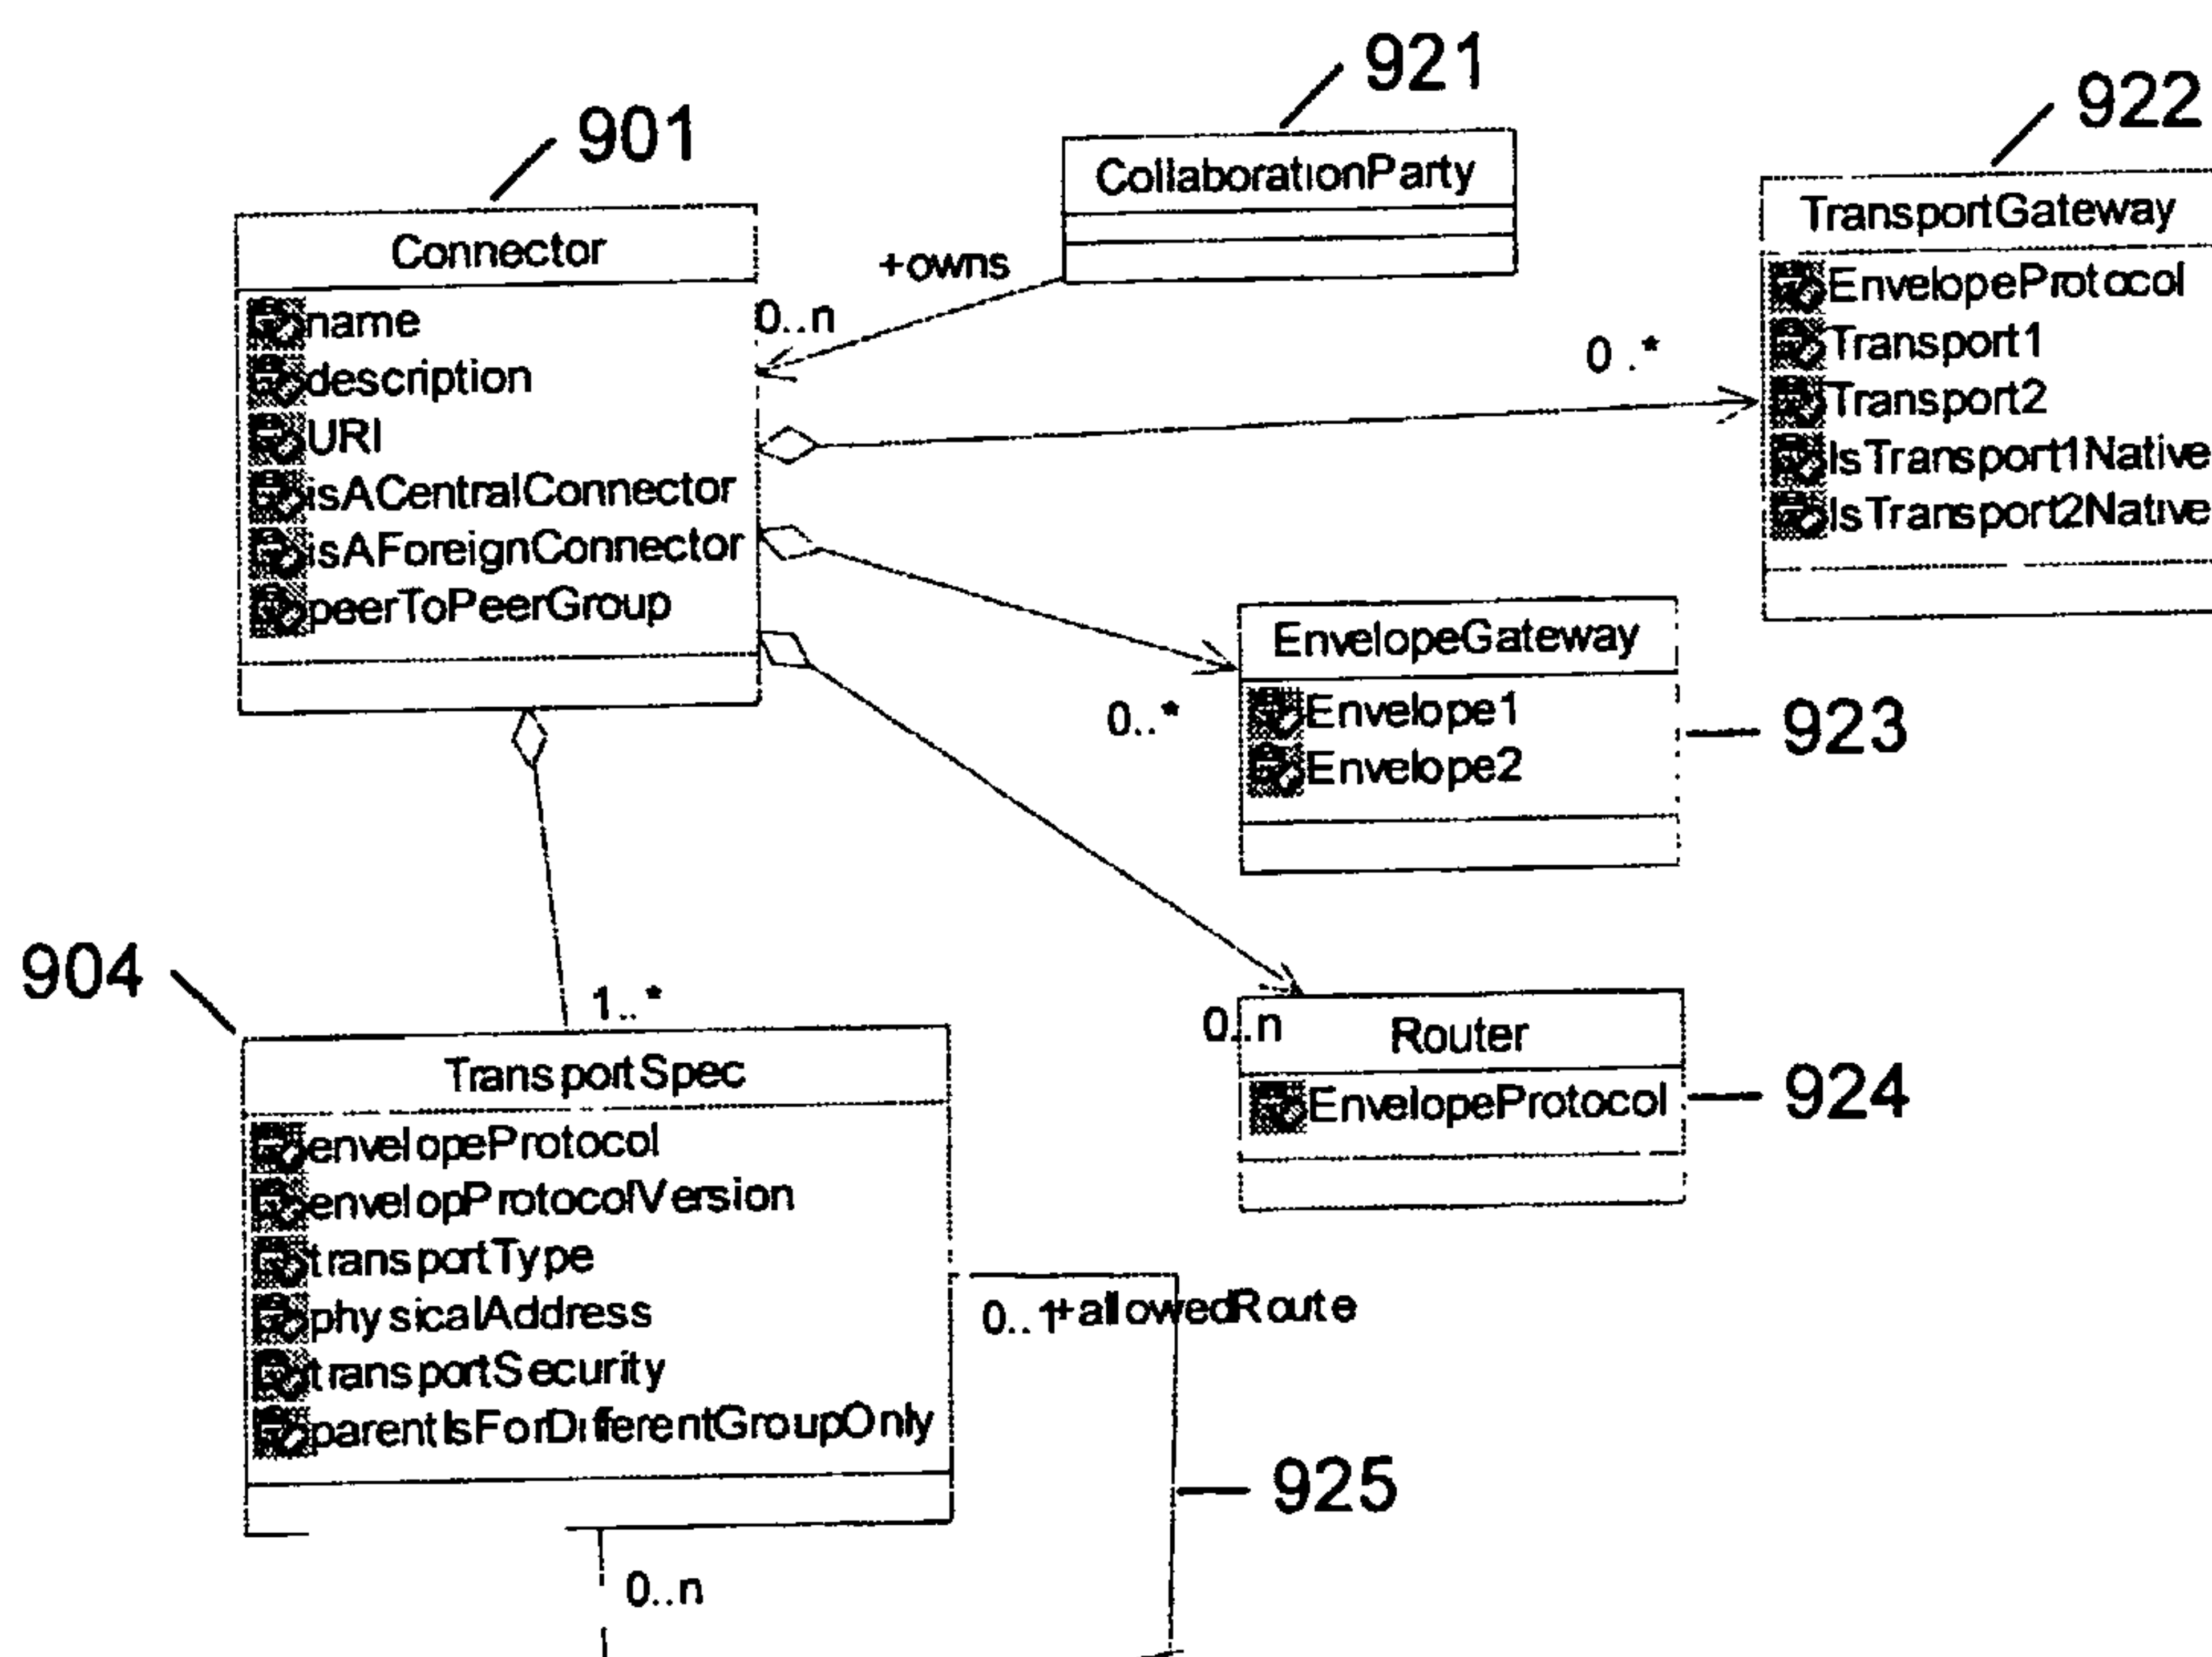 921
922
901
CollaborationParty
TransportGateway
Connector
+owns
EnvelopeProtocol
name
0..n
Transport1
0 .*
description
Transport2
URI
IsTransport1Native
isACentralConnector
IsTransport2Native
isAForeignConnector
peerToPeerGroup
EnvelopeGateway
0..*
Envelope1
923
Envelope2
904
1..*
0..n
Router
TransportSpec
EnvelopeProtocol
924
envelopeProtocol
envelopProtocolVersion
transportType
physicalAddress
0..1
+allowedRoute
transportSecurity
parentIsForDifferentGroupOnly
925
0..n